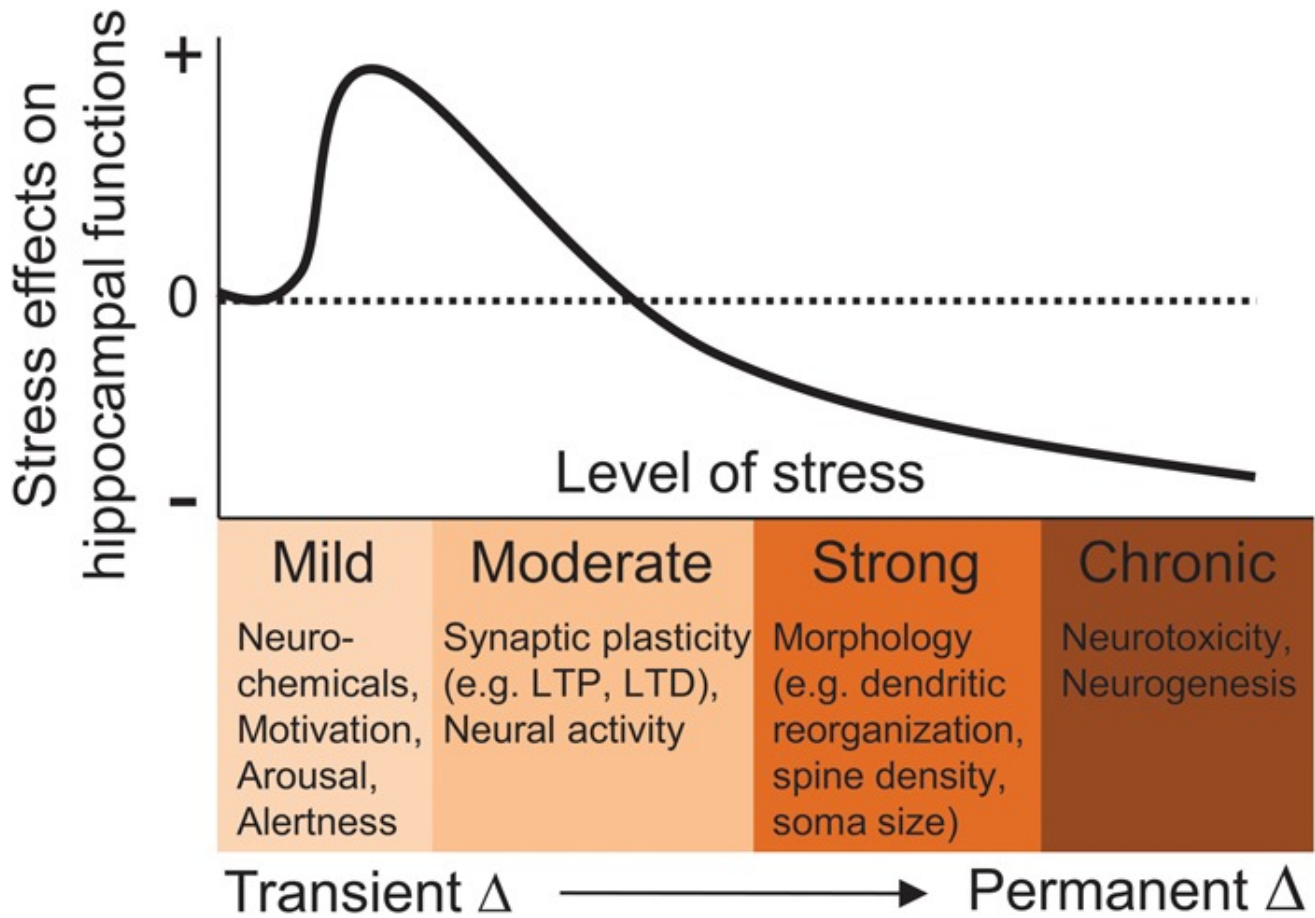 Stress effects on
hippocampal functions
+
0
-
Level of stress
Mild
Neuro-
chemicals,
Motivation,
Arousal,
Alertness
Moderate
Synaptic plasticity
(e.g. LTP, LTD),
Neural activity
Strong
Morphology
(e.g. dendritic
reorganization,
spine density,
soma size)
Chronic
Neurotoxicity,
Neurogenesis
Transient Δ
Permanent Δ